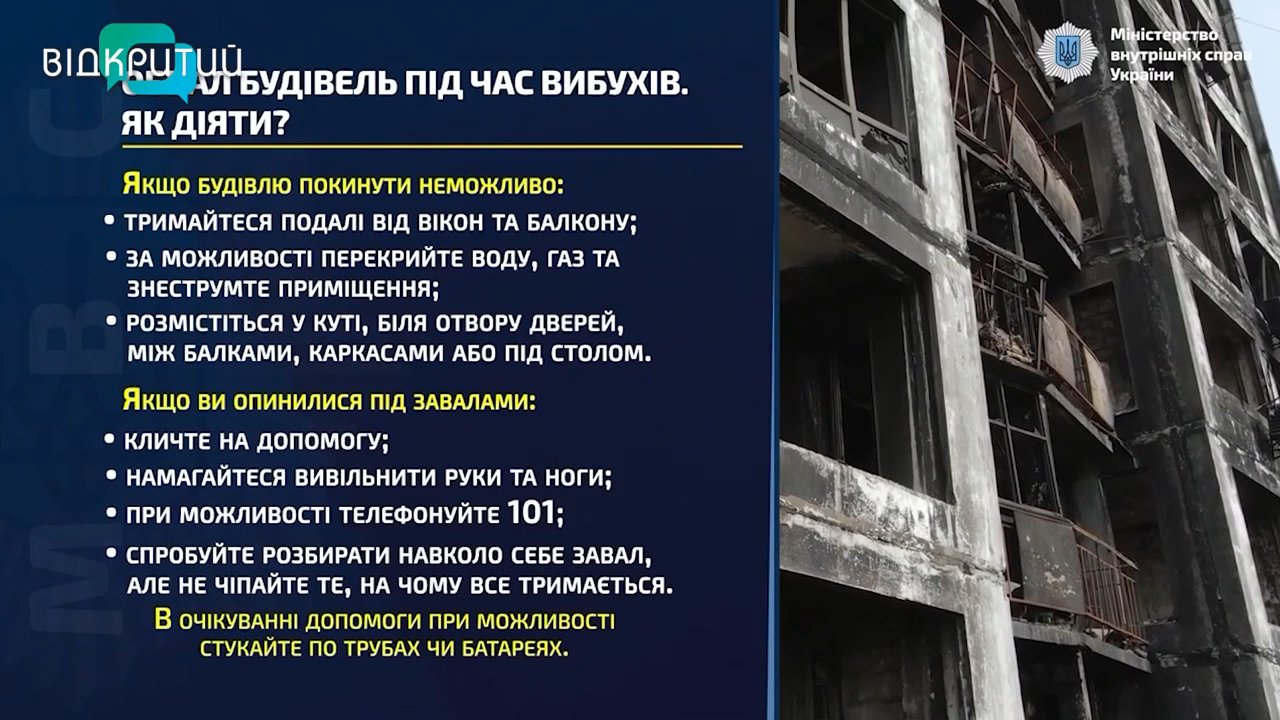 ВІДКРИТИЙ
БУДІВЕЛЬ ПІД ЧАС ВИБУХІВ.
ЯК ДІЯТИ?
Міністерство
внутрішніх справ
України
ЯКЩО БУДІВЛЮ ПОКИНУТИ НЕМОЖЛИВО:
• ТРИМАЙТЕСЯ ПОДАЛІ ВІД ВІКОН ТА БАЛКОНУ;
• ЗА МОЖЛИВОСТІ ПЕРЕКРИЙТЕ ВОДУ, ГАЗ ТА
ЗНЕСТРУМТЕ ПРИМІЩЕННЯ;
• РОЗМІСТІТЬСЯ У КУТІ, БІЛЯ ОТВОРУ ДВЕРЕЙ,
МІЖ БАЛКАМИ, КАРКАСАМИ АБО ПІД СТОЛОМ.
ЯКЩО ВИ ОПИНИЛИСЯ ПІД ЗАВАЛАМИ:
• КЛИЧТЕ НА ДОПОМОГУ;
• НАМАГАЙТЕСЯ ВИВІЛЬНИТИ РУКИ ТА НОГИ;
• ПРИ МОЖЛИВОСТІ ТЕЛЕФОНУЙТЕ 101;
• СПРОБУЙТЕ РОЗБИРАТИ НАВКОЛО СЕБЕ ЗАВАЛ,
АЛЕ НЕ ЧІПАЙТЕ ТЕ, НА ЧОМУ ВСЕ ТРИМАЄТЬСЯ.
В ОЧІКУВАННІ ДОПОМОГИ ПРИ МОЖЛИВОСТІ
СТУКАЙТЕ ПО ТРУБАХ ЧИ БАТАРЕЯХ.